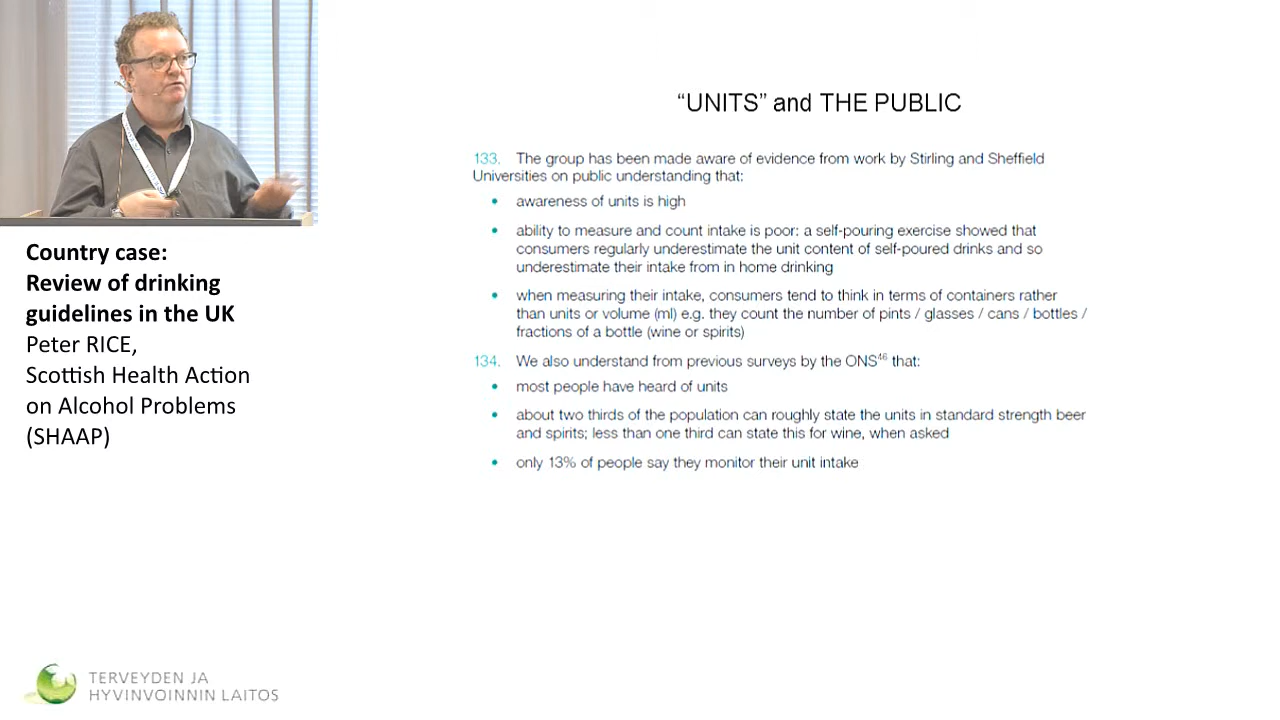 Country case:
Review of drinking
guidelines in the UK
Peter RICE,
Scottish Health Action
on Alcohol Problems
(SHAAP)
“UNITS” and THE PUBLIC
133. The group has been made aware of evidence from work by Stirling and Sheffield
Universities on public understanding that:
• awareness of units is high
• ability to measure and count intake is poor: a self-pouring exercise showed that
consumers regularly underestimate the unit content of self-poured drinks and so
underestimate their intake from in home drinking
• when measuring their intake, consumers tend to think in terms of containers rather
than units or volume (ml) e.g. they count the number of pints / glasses / cans / bottles /
fractions of a bottle (wine or spirits)
134. We also understand from previous surveys by the ONS46 that:
• most people have heard of units
• about two thirds of the population can roughly state the units in standard strength beer
and spirits; less than one third can state this for wine, when asked
• only 13% of people say they monitor their unit intake
TERVEYDEN JA
HYVINVOINNIN LAITOS